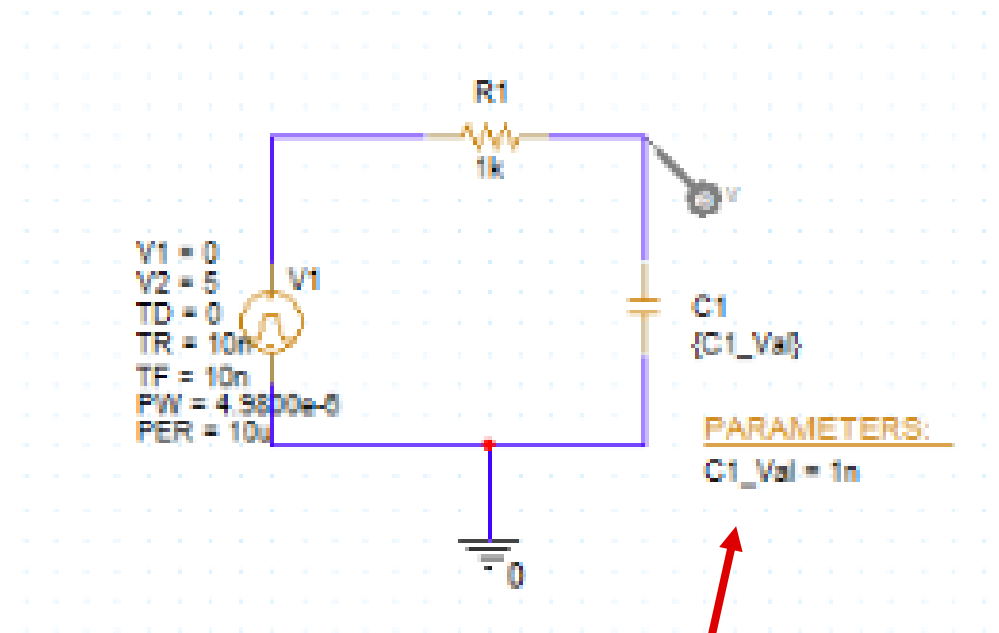 R1
1k
V
V1 = 0
V2 = 5
TD = 0
TR = 10n
TF = 10n
PW = 4.9800e-6
PER = 10u
V1
C1
{C1_Val}
PARAMETERS:
C1_Val = 1n
0